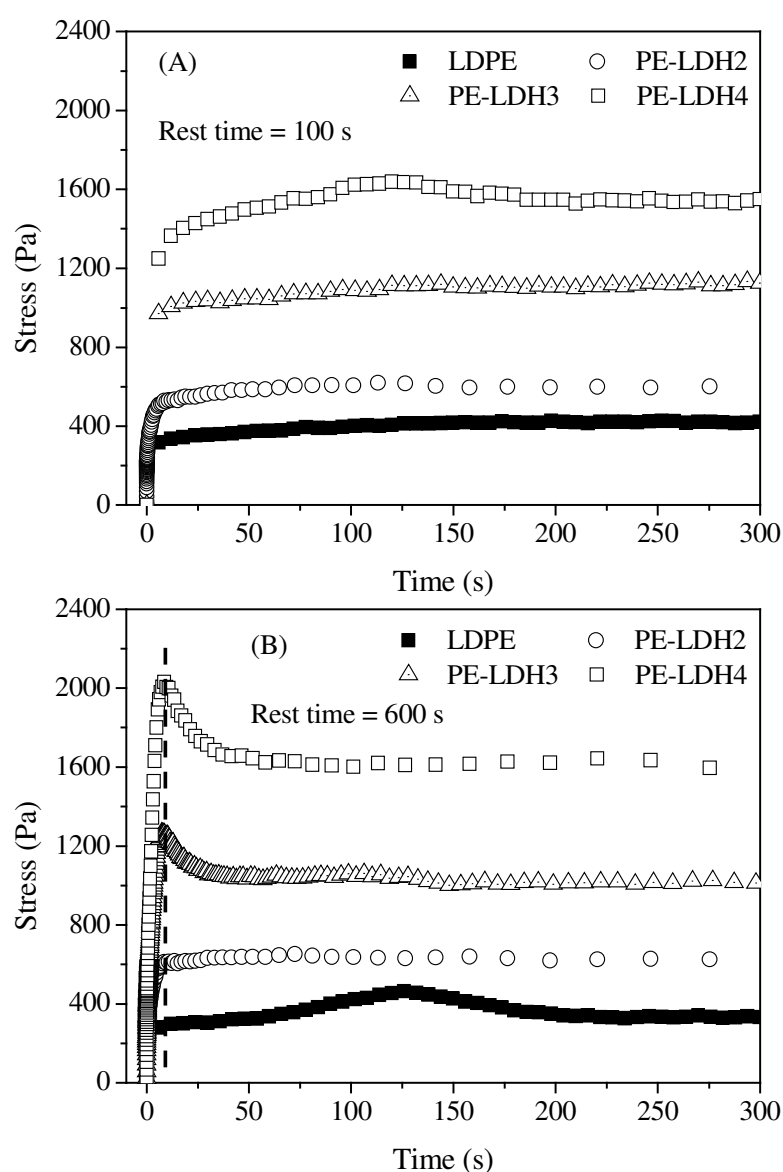 2400
(A)
LDPE
PE-LDH2
PE-LDH3
PE-LDH4
2000
Rest time = 100 s
1600
1200
800
400
0
Stress (Pa)
0 50 100 150 200 250 300
Time (s)
2400
(B)
LDPE
PE-LDH2
PE-LDH3
PE-LDH4
2000
Rest time = 600 s
1600
1200
800
400
0
Stress (Pa)
0 50 100 150 200 250 300
Time (s)